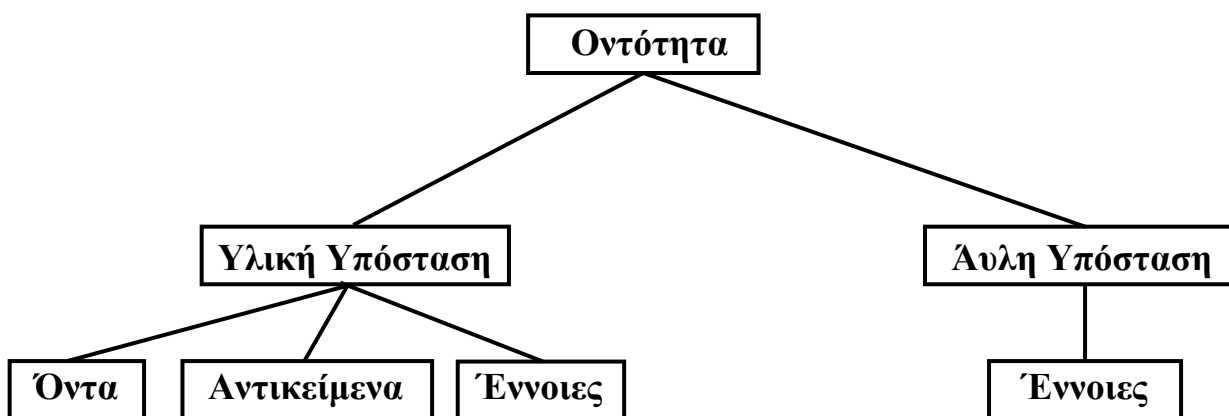 Οντότητα
Υλική Υπόσταση
Άυλη Υπόσταση
Όντα
Αντικείμενα
Έννοιες
Έννοιες